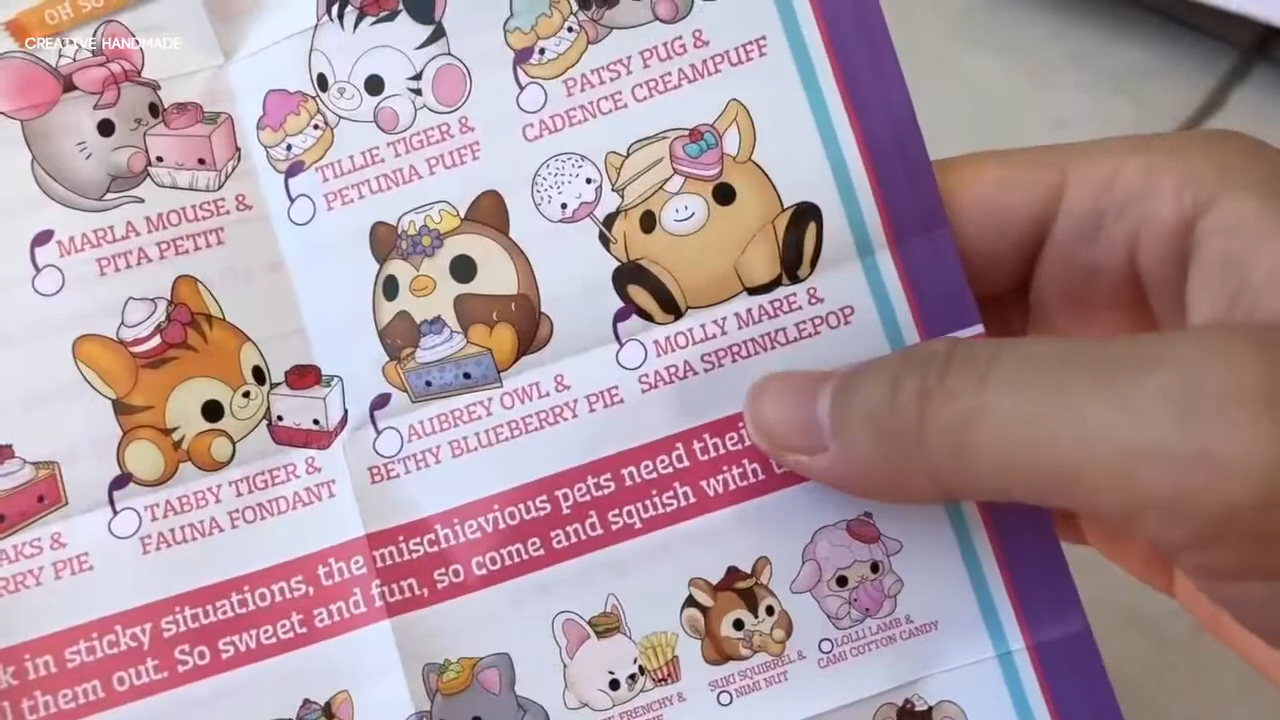 OH SO
CREATIVE HANDMADE
PATSY PUG &
CADENCE CREAMPUFF
TILLIE TIGER &
PETUNIA PUFF
MARLA MOUSE &
PITA PETIT
MOLLY MARE &
SARA SPRINKLEPOP
AUBREY OWL &
BETHY BLUEBERRY PIE
TABBY TIGER &
FAUNA FONDANT
AKS &
RRY PIE
k in sticky situations, the mischievious pets need thei
l them out. So sweet and fun, so come and squish with
LOLLI LAMB &
CAMI COTTON CANDY
SUKI SQUIRREL &
NIMI NUT
FRENCHY &